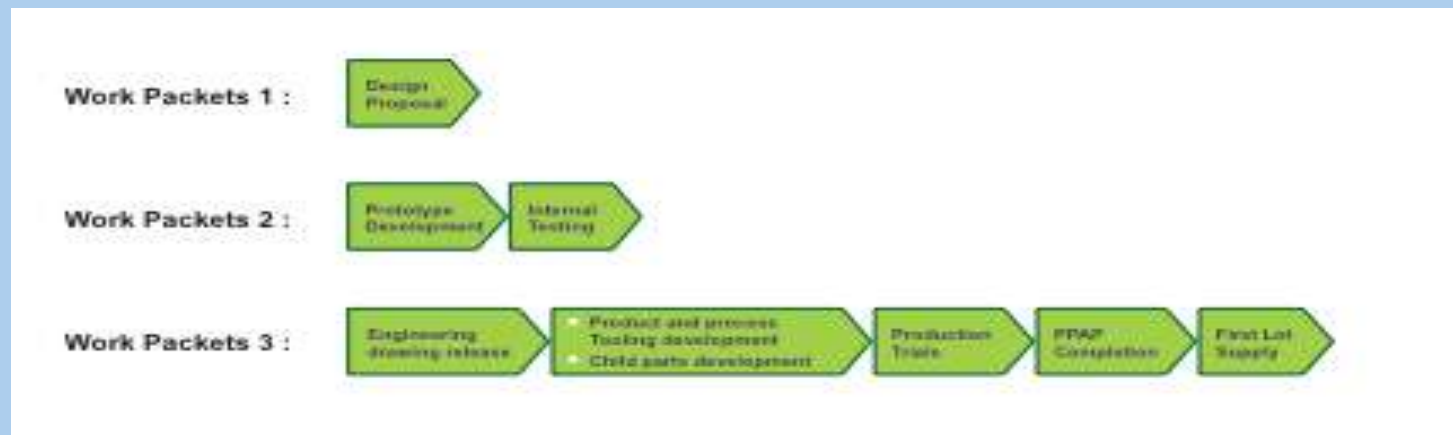 Work Packets 1 :
Design
Proposal
Work Packets 2 :
Prototype
Development
Internal
Testing
Work Packets 3 :
Engineering
drawing release
• Product and process
Tooling development
• Child parts development
Production
Trials
PPAP
Completion
First Lot
Supply